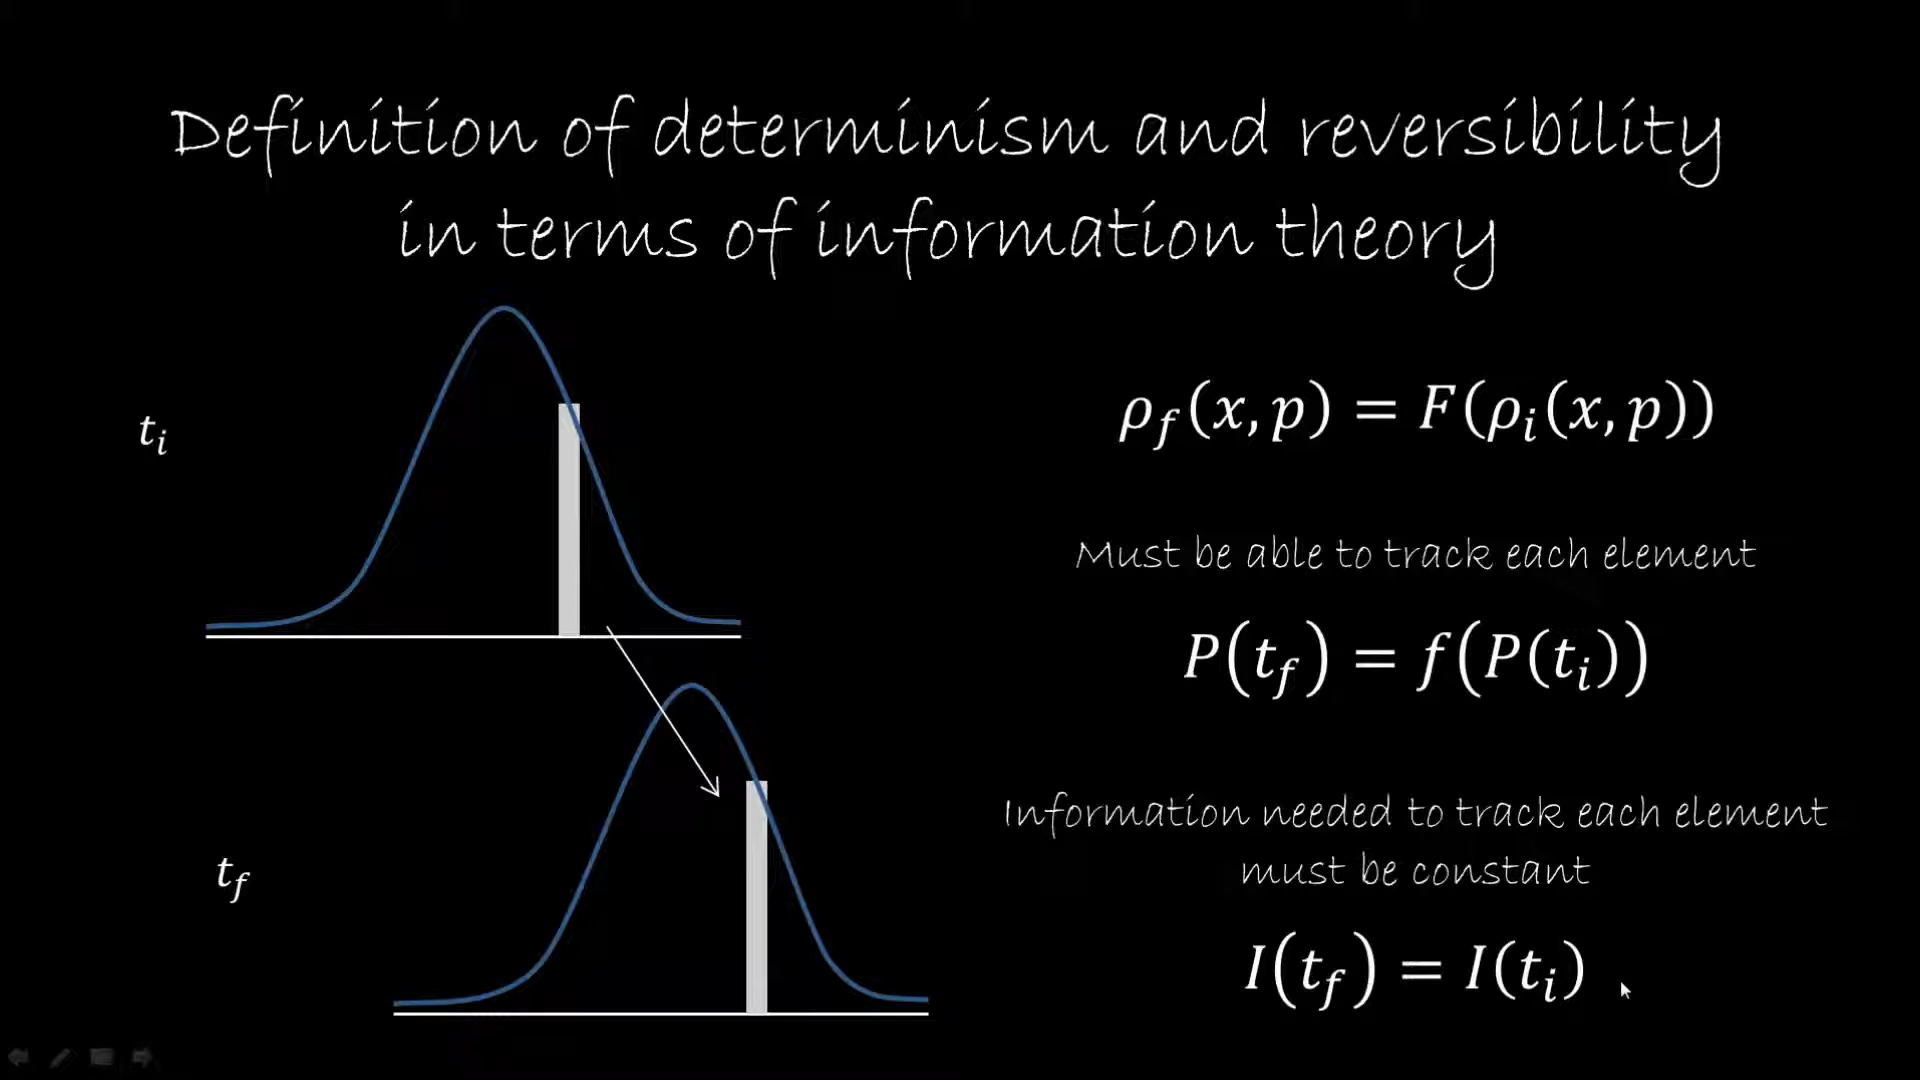 Definition of determinism and reversibility
in terms of information theory
t_i
ρ_f(x, p) = F(ρ_i(x, p))
Must be able to track each element
P(t_f) = f(P(t_i))
Information needed to track each element
must be constant
t_f
I(t_f) = I(t_i)